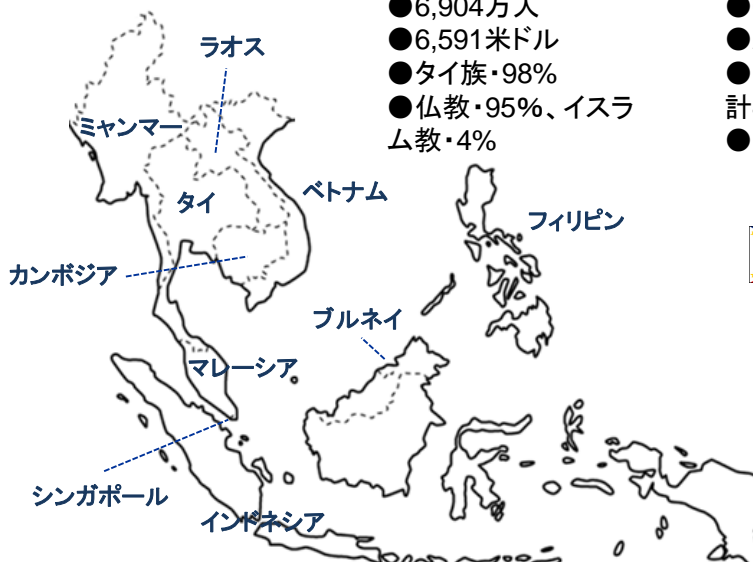 ●6,904万人
●6,591米ドル
●タイ族・98%
●仏教・95%、イスラ
ム教・4%
●
●
●
計
●
ラオス
ミャンマー
タイ
ベトナム
フィリピン
カンボジア
ブルネイ
マレーシア
シンガポール
インドネシア